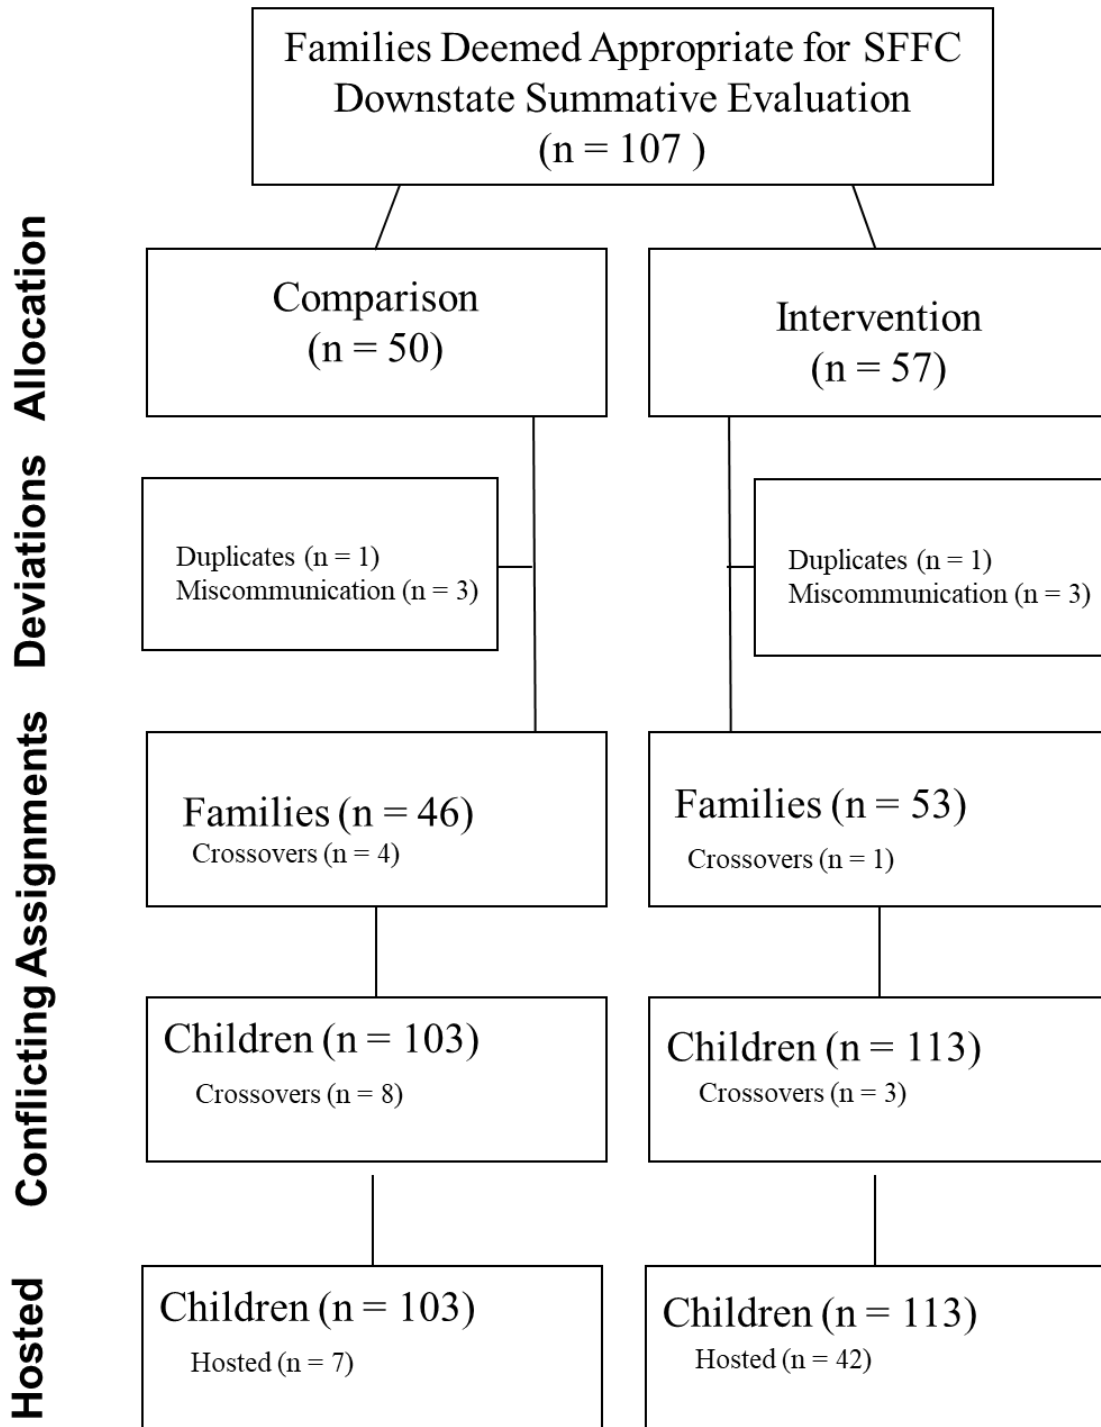 Families Deemed Appropriate for SFFC
Downstate Summative Evaluation
(n = 107 )
Allocation
Comparison
(n = 50)
Intervention
(n = 57)
Deviations
Duplicates (n = 1)
Miscommunication (n = 3)
Duplicates (n = 1)
Miscommunication (n = 3)
Conflicting Assignments
Families (n = 46)
Crossovers (n = 4)
Families (n = 53)
Crossovers (n = 1)
Children (n = 103)
Crossovers (n = 8)
Children (n = 113)
Crossovers (n = 3)
Hosted
Children (n = 103)
Hosted (n = 7)
Children (n = 113)
Hosted (n = 42)